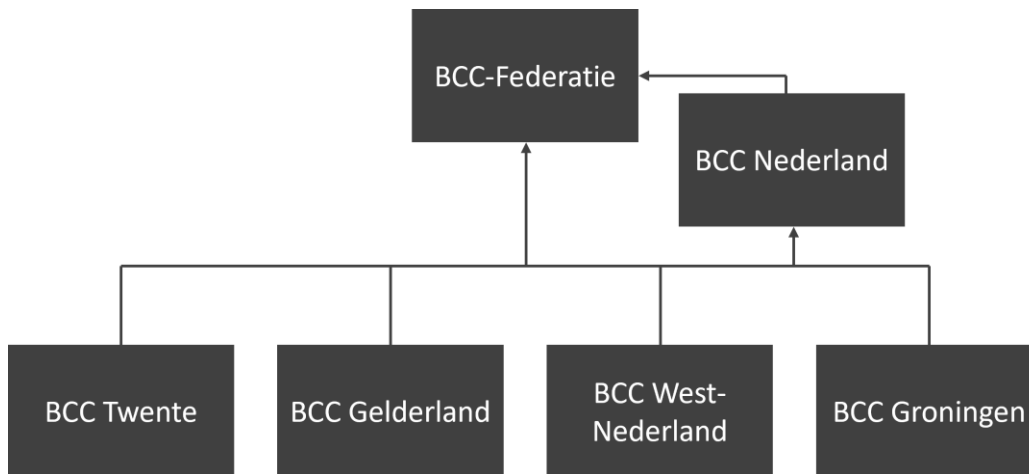 BCC-Federatie
BCC Nederland
BCC Twente
BCC Gelderland
BCC West-
Nederland
BCC Groningen